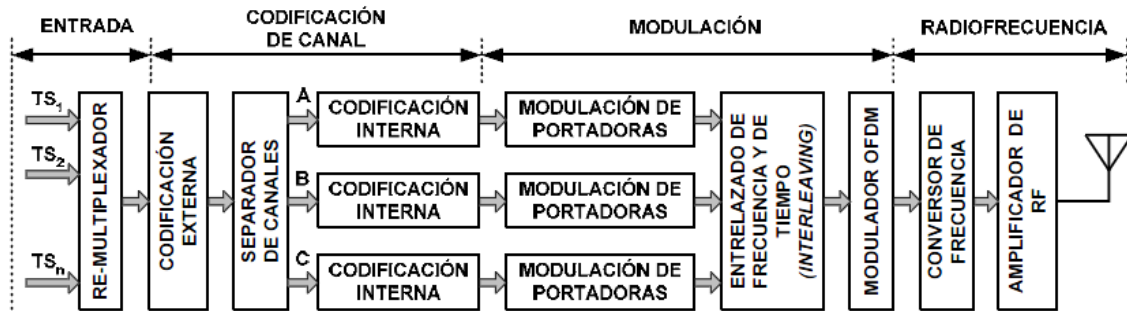 ENTRADA
CODIFICACIÓN
DE CANAL
MODULACIÓN
RADIOFRECUENCIA
TS1
TS2
TSn
RE-MULTIPLEXADOR
CODIFICACIÓN
EXTERNA
SEPARADOR
DE CANALES
A
CODIFICACIÓN
INTERNA
MODULACIÓN DE
PORTADORAS
B
CODIFICACIÓN
INTERNA
MODULACIÓN DE
PORTADORAS
C
CODIFICACIÓN
INTERNA
MODULACIÓN DE
PORTADORAS
ENTRELAZADO DE
FRECUENCIA Y DE
TIEMPO
(INTERLEAVING)
MODULADOR OFDM
CONVERSOR DE
FRECUENCIA
AMPLIFICADOR DE
RF